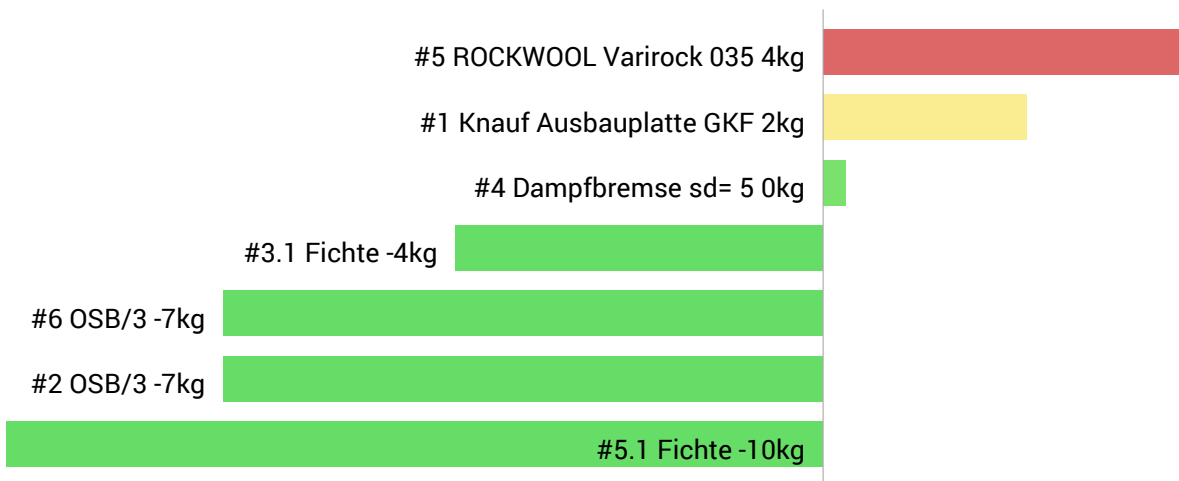 #5 ROCKWOOL Varirock 035 4kg
#1 Knauf Ausbauplatte GKF 2kg
#4 Dampfbremse sd= 5 0kg
#3.1 Fichte -4kg
#6 OSB/3 -7kg
#2 OSB/3 -7kg
#5.1 Fichte -10kg